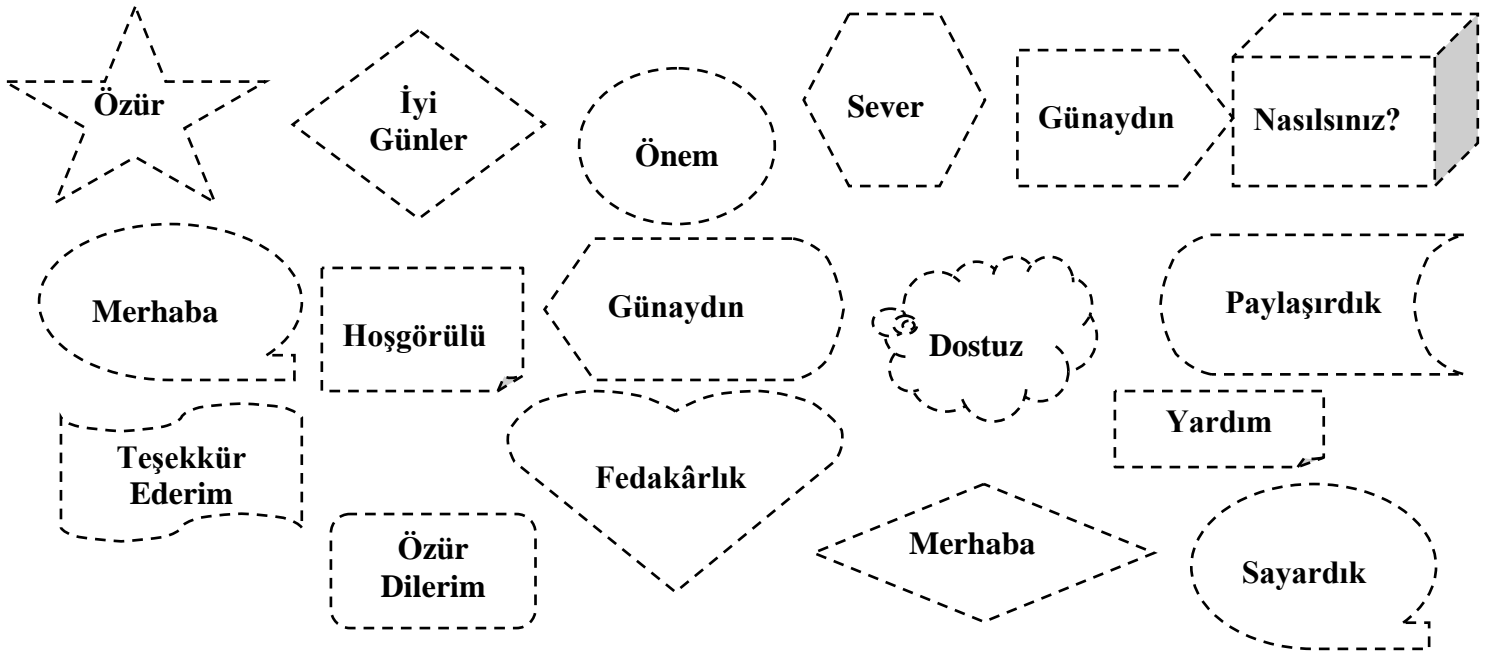 Özür
İyi
Günler
Önem
Sever
Günaydın
Nasılsınız?
Merhaba
Hoşgörülü
Günaydın
Dostuz
Paylaşırdık
Teşekkür
Ederim
Fedakârlık
Yardım
Özür
Dilerim
Merhaba
Sayardık